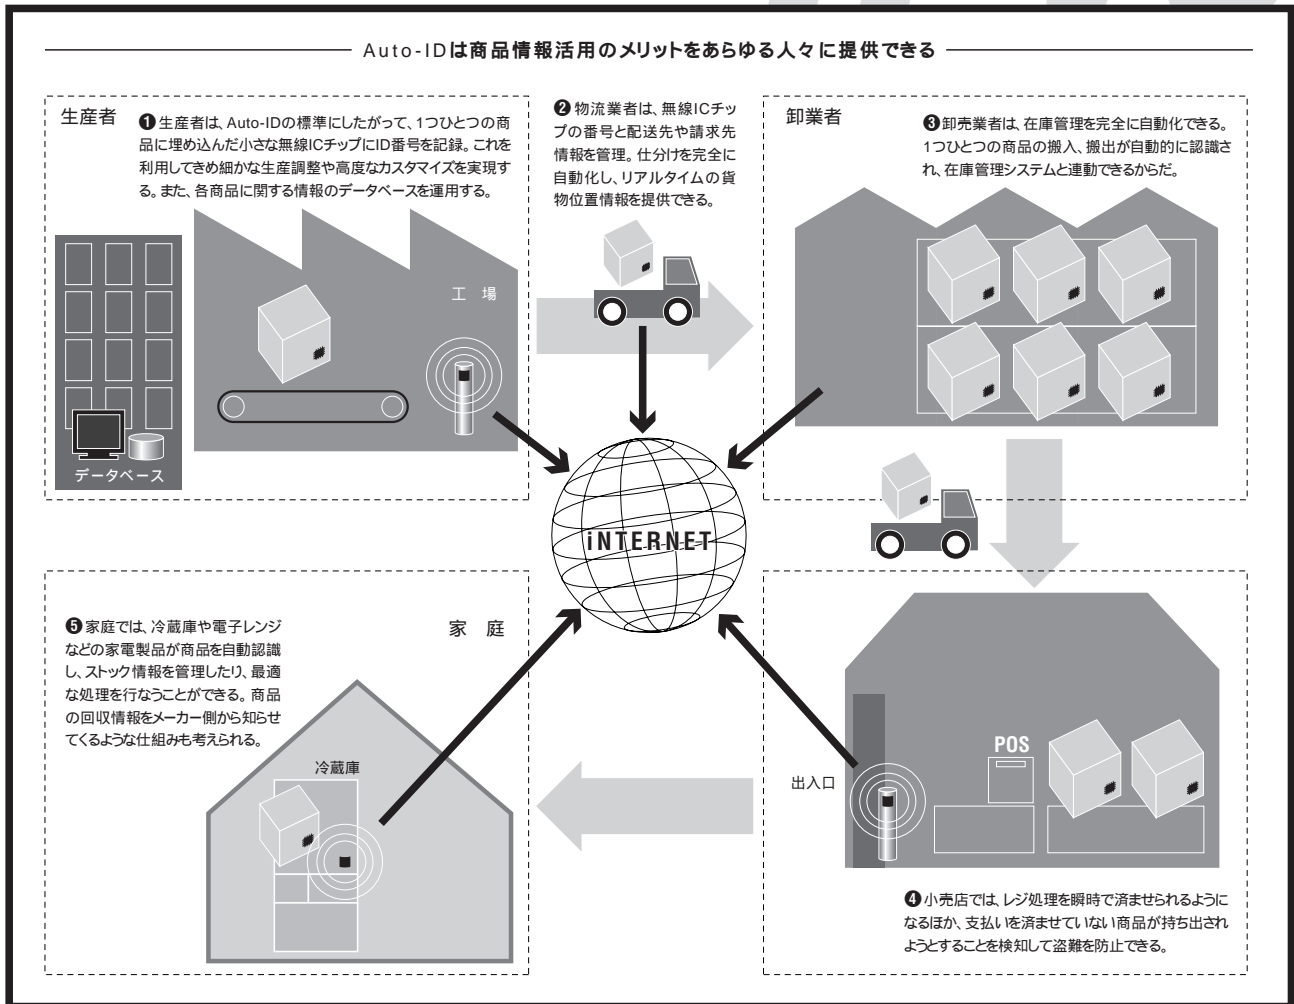 Auto-IDは商品情報活用のメリットをあらゆる人々に提供できる
生産者
❶生産者は、Auto-IDの標準にしたがって、1つひとつの商
品に埋め込んだ小さな無線ICチップにID番号を記録。これを
利用してきめ細かな生産調整や高度なカスタマイズを実現す
る。また、各商品に関する情報のデータベースを運用する。
工 場
データベース
❷物流業者は、無線ICチッ
プの番号と配送先や請求先
情報を管理。仕分けを完全に
自動化し、リアルタイムの貨
物位置情報を提供できる。
卸業者
❸卸売業者は、在庫管理を完全に自動化できる。
1つひとつの商品の搬入、搬出が自動的に認識さ
れ、在庫管理システムと連動できるからだ。
iNTERNET
POS
出入口
❹小売店では、レジ処理を瞬時で済ませられるように
なるほか、支払いを済ませていない商品が持ち出され
ようとすることを検知して盗難を防止できる。
家 庭
❺家庭では、冷蔵庫や電子レンジ
などの家電製品が商品を自動認識
し、ストック情報を管理したり、最適
な処理を行なうことができる。商品
の回収情報をメーカー側から知らせ
てくるような仕組みも考えられる。
冷蔵庫